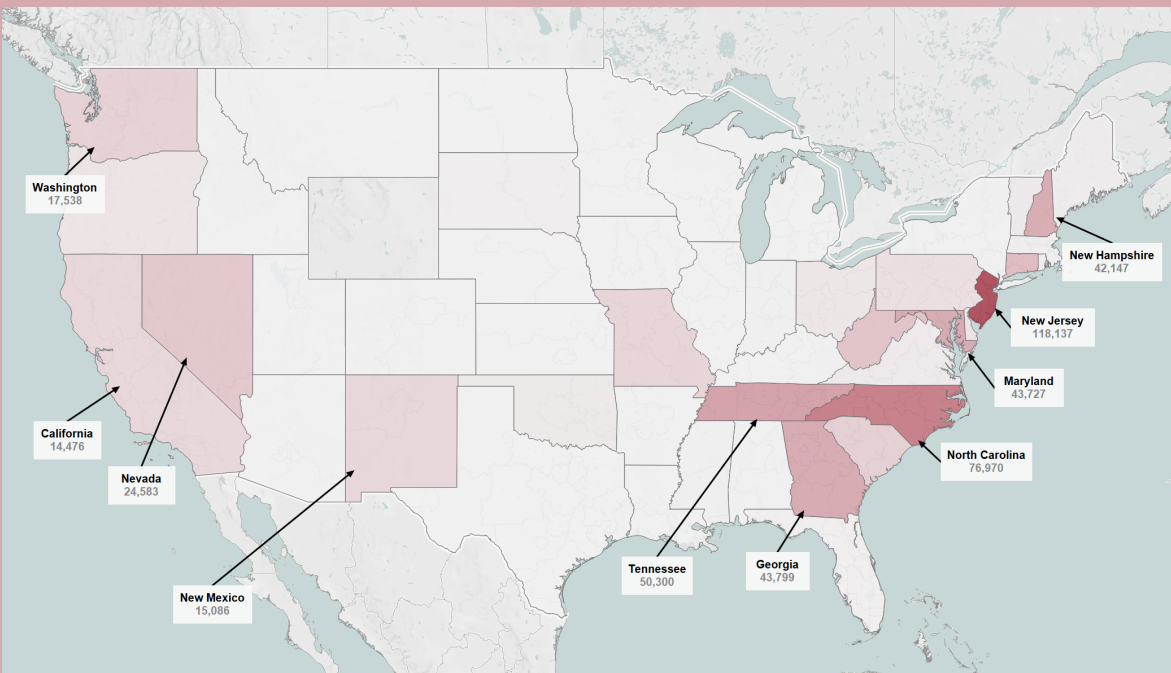 Washington
17,538
New Hampshire
42,147
New Jersey
118,137
Maryland
43,727
California
14,476
North Carolina
76,970
Nevada
24,583
Tennessee
50,300
Georgia
43,799
New Mexico
15,086